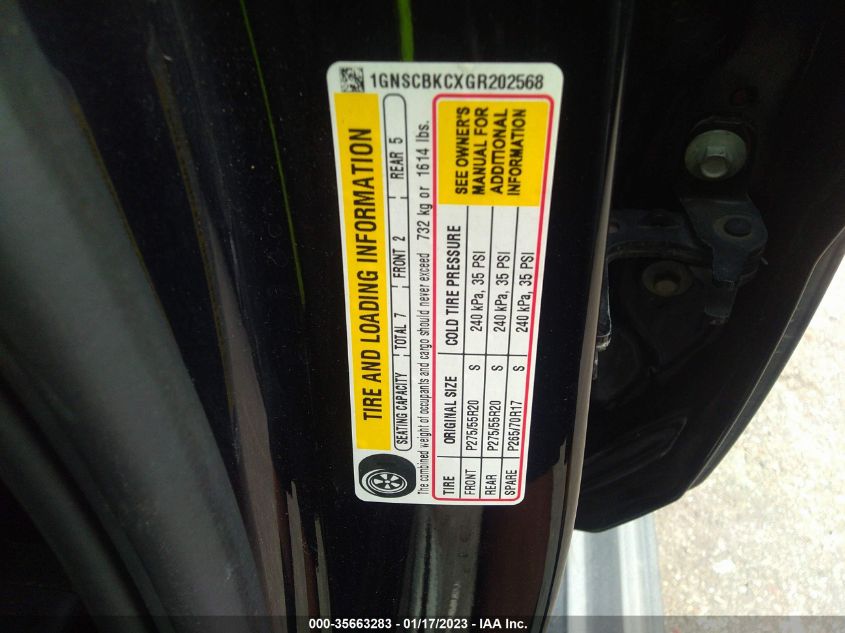 1GNSCBKCXGR202568
TIRE AND LOADING INFORMATION
SEATING CAPACITY TOTAL 7 FRONT 2 REAR 5
The combined weight of occupants and cargo should never exceed 732 kg or 1614 lbs.
TIRE ORIGINAL SIZE COLD TIRE PRESSURE
FRONT P275/55R20 S 240 kPa, 35 PSI
REAR P275/55R20 S 240 kPa, 35 PSI
SPARE P265/70R17 S 240 kPa, 35 PSI
SEE OWNER'S
MANUAL FOR
ADDITIONAL
INFORMATION
000-35663283 - 01/17/2023 - IAA Inc.